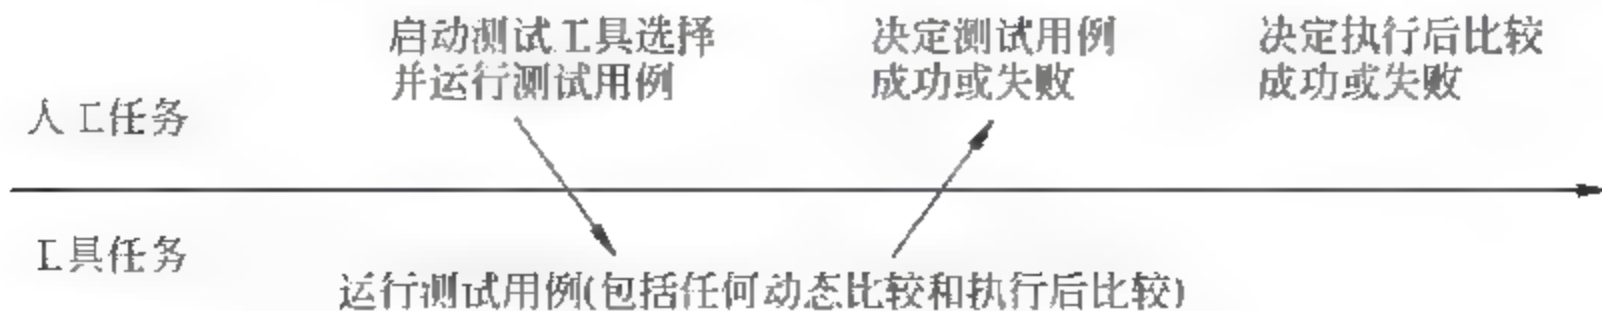 启动测试工具选择
并运行测试用例
决定测试用例
成功或失败
决定执行后比较
成功或失败
人工任务
工具任务
运行测试用例(包括任何动态比较和执行后比较)